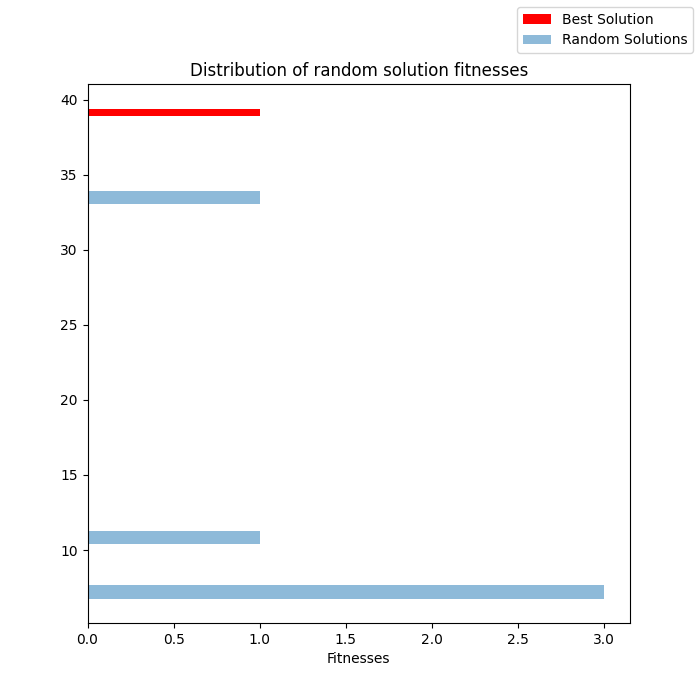 Best Solution
Random Solutions
Distribution of random solution fitnesses
40
35
30
25
20
15
10
0.0 0.5 1.0 1.5 2.0 2.5 3.0
Fitnesses